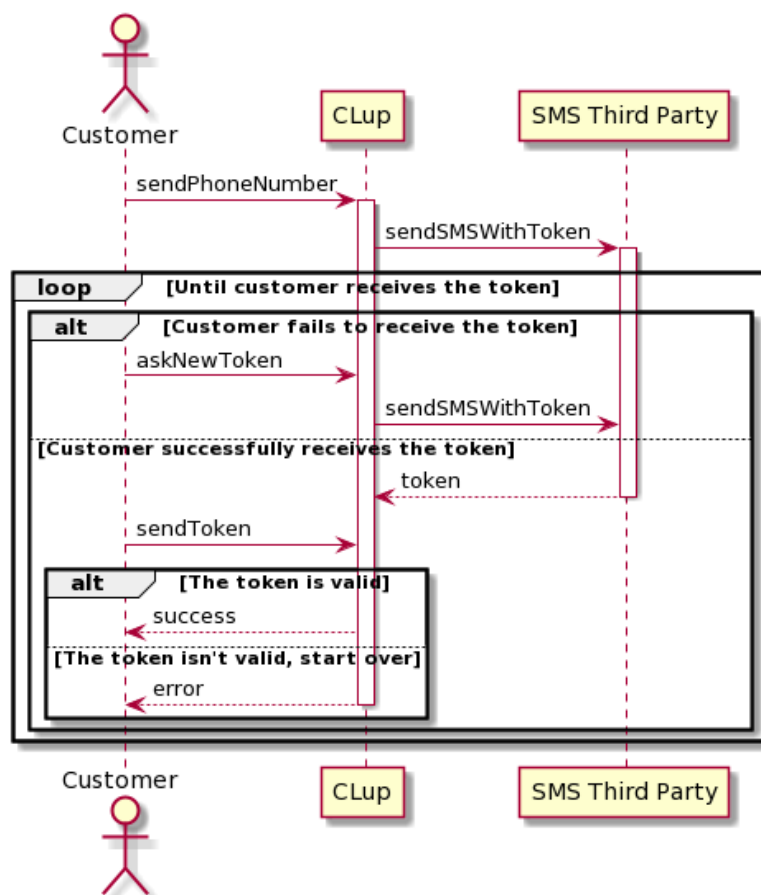 Customer
CLup
SMS Third Party
sendPhoneNumber
sendSMSWithToken
loop [Until customer receives the token]
alt [Customer fails to receive the token]
askNewToken
sendSMSWithToken
[Customer successfully receives the token]
token
sendToken
alt [The token is valid]
success
[The token isn't valid, start over]
error
Customer
CLup
SMS Third Party